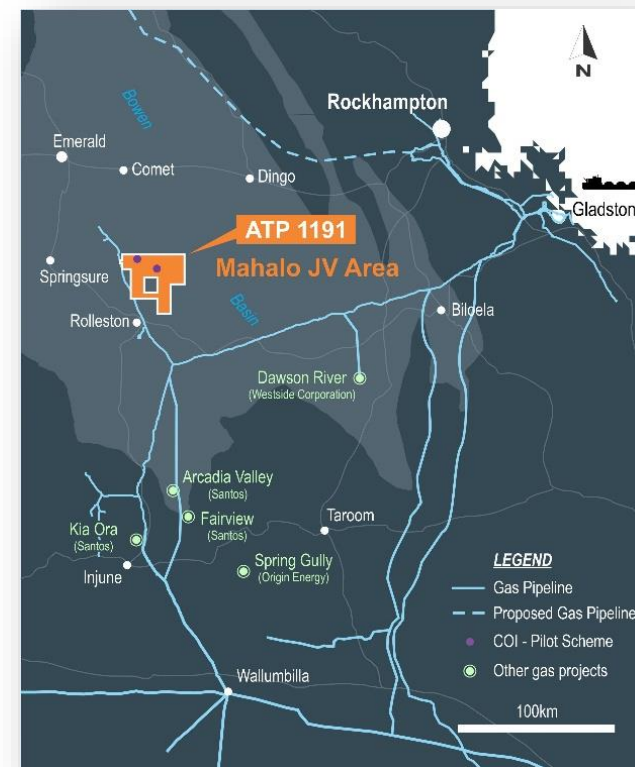 N
Rockhampton
Bowen
Emerald
Comet
Dingo
Gladston
ATP 1191
Mahalo JV Area
Springsure
Basin
Rolleston
Biloela
Dawson River
(Westside Corporation)
Arcadia Valley
(Santos)
Fairview
(Santos)
Taroom
Kia Ora
(Santos)
Injune
Spring Gully
(Origin Energy)
LEGEND
Gas Pipeline
Proposed Gas Pipeline
COI - Pilot Scheme
Other gas projects
Wallumbilla
100km